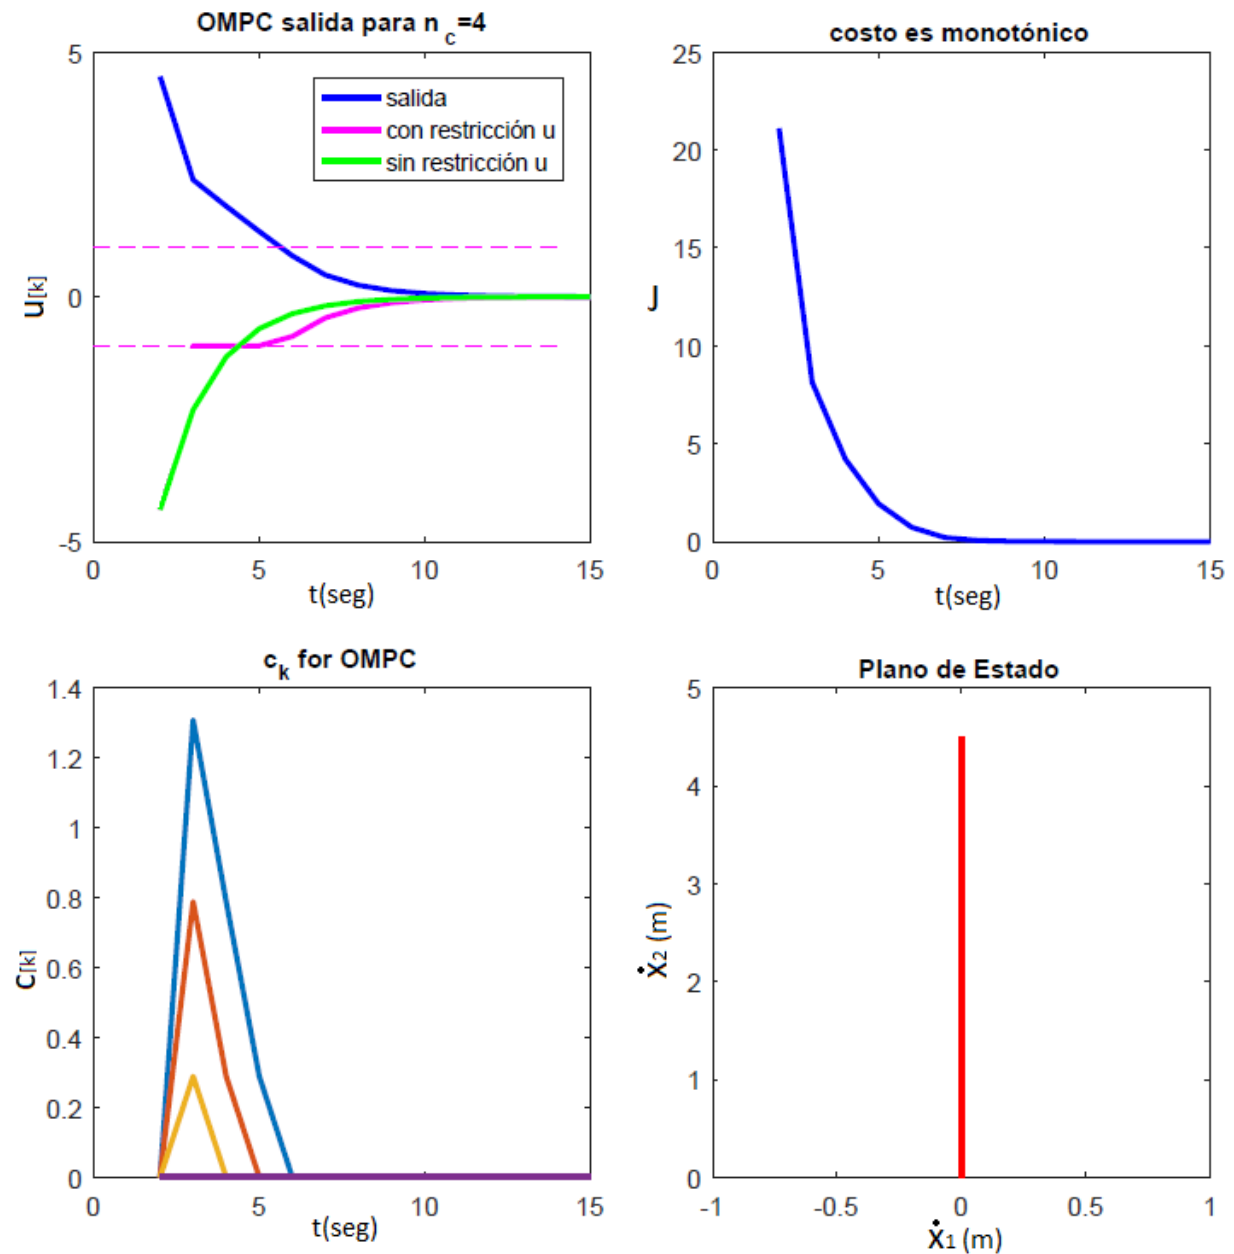 OMPC salida para n_c=4
5
0
-5
u[k]
salida
con restricción u
sin restricción u
0 5 10 15
t(seg)
costo es monotónico
25
20
15
10
5
0
J
0 5 10 15
t(seg)
c_k for OMPC
1.4
1.2
1
0.8
0.6
0.4
0.2
0
C[k]
0 5 10 15
t(seg)
Plano de Estado
5
4
3
2
1
0
Ẋ2 (m)
-1 -0.5 0 0.5 1
Ẋ1 (m)